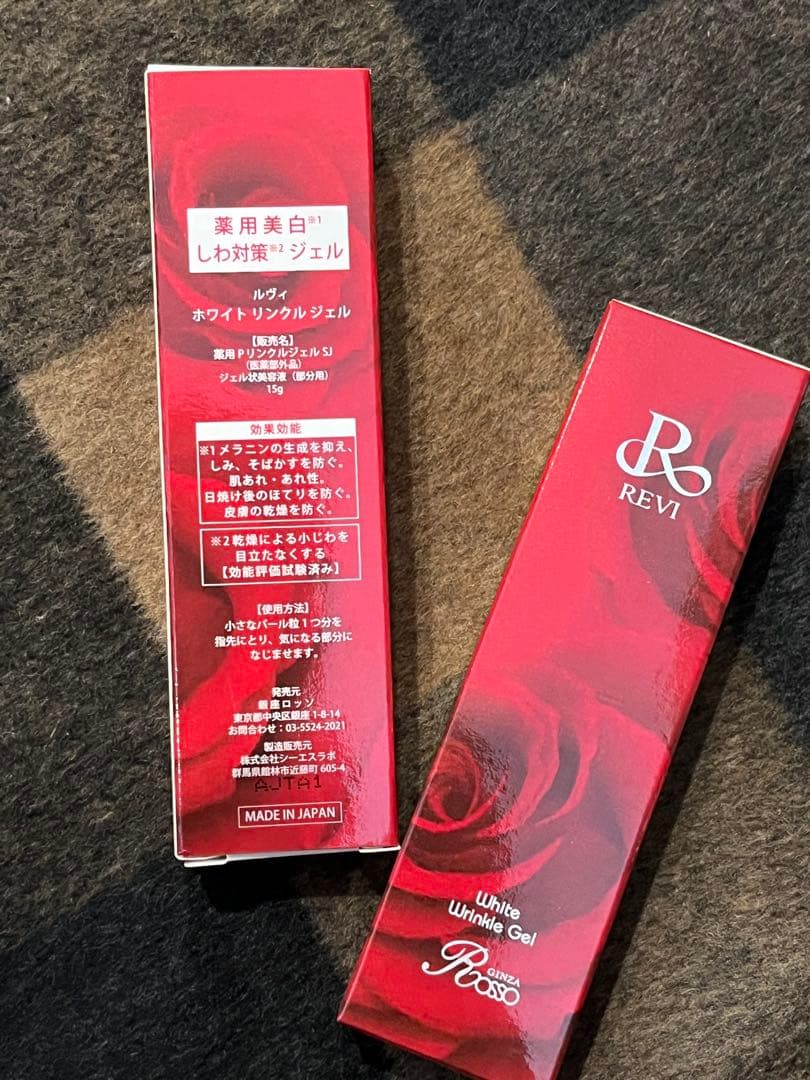 薬用美白※1
しわ対策※2 ジェル
ルヴィ
ホワイト リンクル ジェル
【販売名】
薬用 P リンクルジェル SJ
（医薬部外品）
ジェル状美容液（部分用）
15g
効果効能
※1 メラニンの生成を抑え、
しみ、そばかすを防ぐ。
肌あれ・あれ性。
日焼け後のほてりを防ぐ。
皮膚の乾燥を防ぐ。
※2 乾燥による小じわを
目立たなくする
【効能評価試験済み】
【使用方法】
小さなパール粒 1 つ分を
指先にとり、気になる部分に
なじませます。
発売元
銀座ロッソ
東京都中央区銀座 1-8-14
お問合わせ：03-5524-2021
製造販売元
株式会社シーエスラボ
群馬県館林市近藤町 605-4
AJTA1
MADE IN JAPAN
R
REVI
White
Wrinkle Gel
GINZA
Rosso